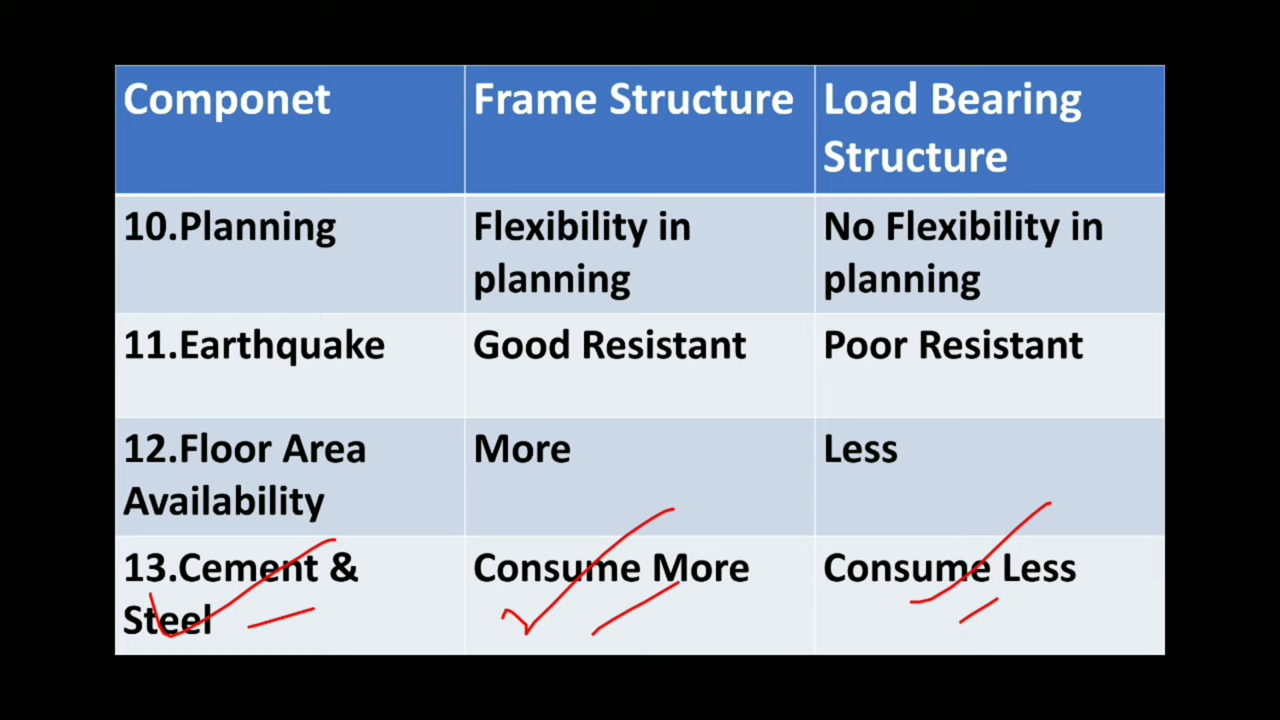 Componet
Frame Structure
Load Bearing
Structure
10.Planning
Flexibility in
planning
No Flexibility in
planning
11.Earthquake
Good Resistant
Poor Resistant
12.Floor Area
Availability
More
Less
13.Cement &
Steel
Consume More
Consume Less